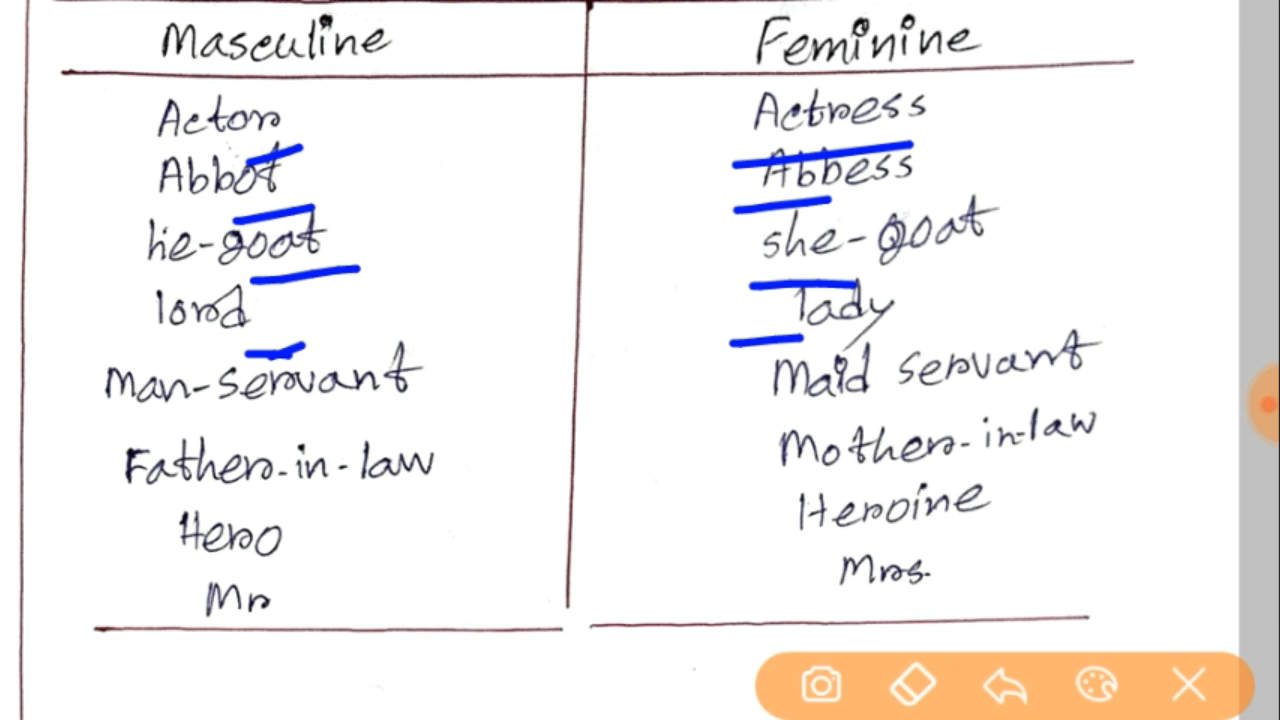 Masculine Feminine
Actor Actress
Abbot Abbess
he-goat she-goat
lord lady
Man-servant Maid servant
Father-in-law Mother-in-law
Hero Heroine
Mr Mrs.